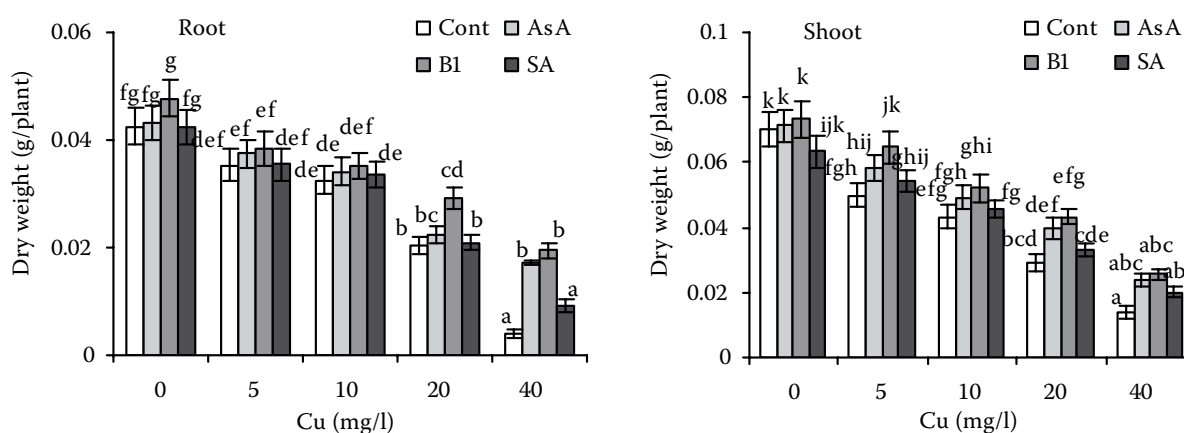 Root
Cont AsA
B1 SA
Dry weight (g/plant)
0.06
0.04
0.02
0
fg fg g fg
def ef ef def
de de def de
b bc cd b
a b b a
0 5 10 20 40
Cu (mg/l)
Shoot
Cont AsA
B1 SA
Dry weight (g/plant)
0.1
0.08
0.06
0.04
0.02
0
k k k ijk
fgh hij jk ghij
efg fgh ghi fg
bcd def efg cde
a abc abc ab
0 5 10 20 40
Cu (mg/l)